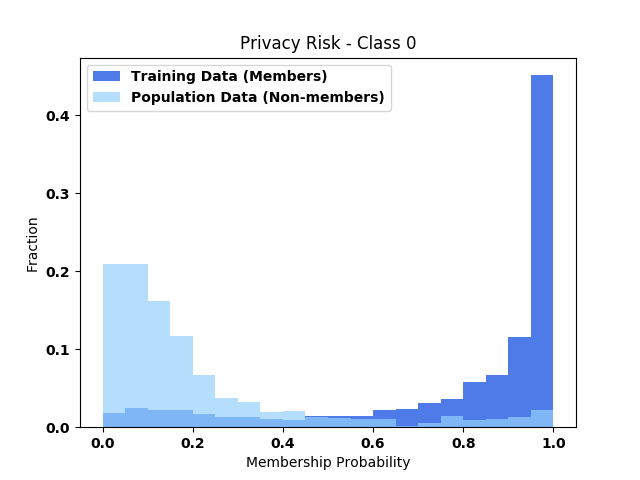 Privacy Risk - Class 0
Training Data (Members)
Population Data (Non-members)
Fraction
0.4
0.3
0.2
0.1
0.0
0.0 0.2 0.4 0.6 0.8 1.0
Membership Probability